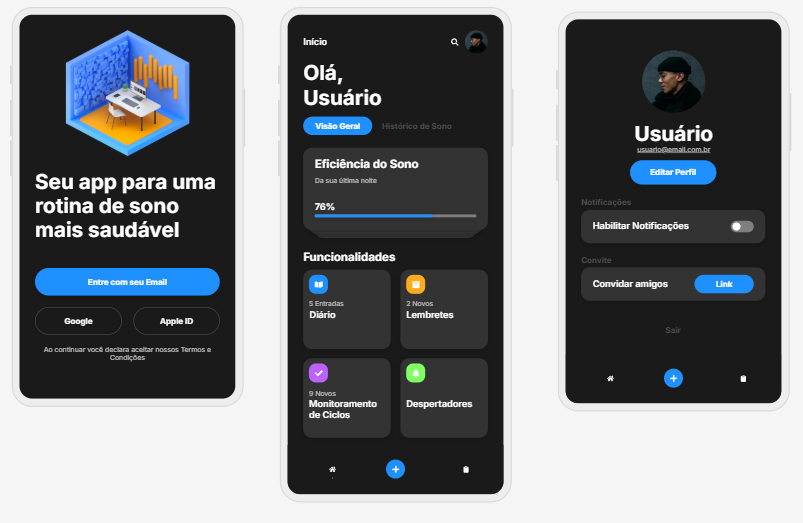 Seu app para uma
rotina de sono
mais saudável
Entre com seu Email
Google
Apple ID
Ao continuar você declara aceitar nossos Termos e
Condições
Início
Olá,
Usuário
Visão Geral
Histórico de Sono
Eficiência do Sono
Da sua última noite
76%
Funcionalidades
5 Entradas
Diário
2 Novos
Lembretes
9 Novos
Monitoramento
de Ciclos
Despertadores
Usuário
usuario@email.com.br
Editar Perfil
Notificações
Habilitar Notificações
Convite
Convidar amigos
Link
Sair